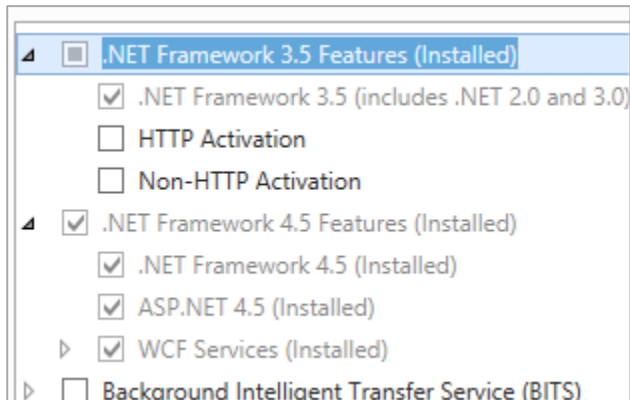 .NET Framework 3.5 Features (Installed)
.NET Framework 3.5 (includes .NET 2.0 and 3.0)
HTTP Activation
Non-HTTP Activation
.NET Framework 4.5 Features (Installed)
.NET Framework 4.5 (Installed)
ASP.NET 4.5 (Installed)
WCF Services (Installed)
Background Intelligent Transfer Service (BITS)